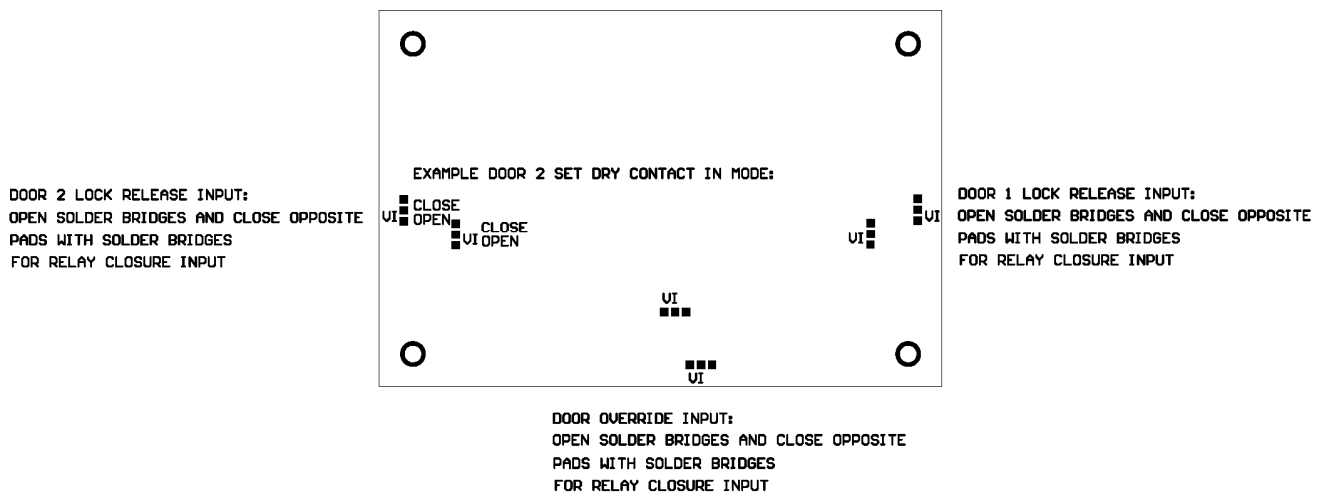 EXAMPLE DOOR 2 SET DRY CONTACT IN MODE:
DOOR 2 LOCK RELEASE INPUT:
OPEN SOLDER BRIDGES AND CLOSE OPPOSITE
PADS WITH SOLDER BRIDGES
FOR RELAY CLOSURE INPUT
CLOSE
VI OPEN
CLOSE
VI OPEN
VI
VI
DOOR 1 LOCK RELEASE INPUT:
OPEN SOLDER BRIDGES AND CLOSE OPPOSITE
PADS WITH SOLDER BRIDGES
FOR RELAY CLOSURE INPUT
VI
VI
DOOR OVERRIDE INPUT:
OPEN SOLDER BRIDGES AND CLOSE OPPOSITE
PADS WITH SOLDER BRIDGES
FOR RELAY CLOSURE INPUT